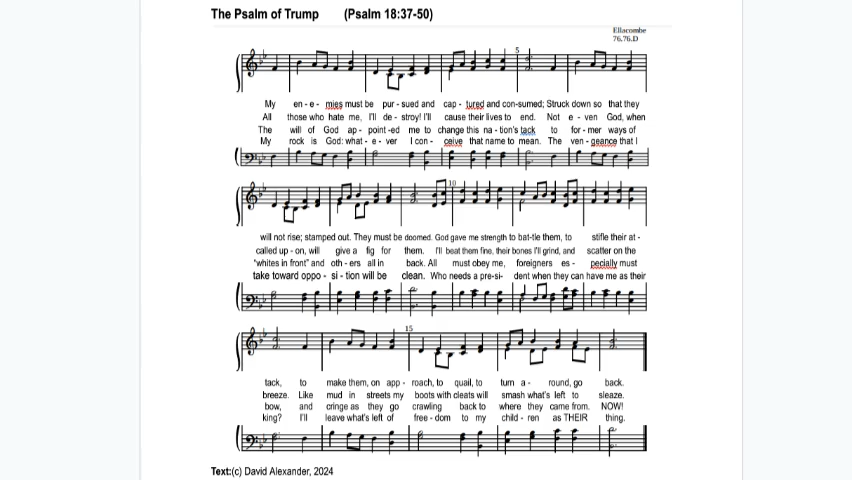 The Psalm of Trump (Psalm 18:37-50)
Ellacombe
76.76.D
5
My en - e - mies must be pur - sued and cap - tured and con-sumed; Struck down so that they
All those who hate me, I'll de - stroy! I'll cause their lives to end. Not e - ven God, when
The will of God ap - point-ed me to change this na - tion's tack to for - mer ways of
My rock is God: what - e - ver I con - ceive that name to mean. The ven - geance that I
10
will not rise; stamped out. They must be doomed. God gave me strength to bat-tle them, to stifle their at -
called up - on, will give a fig for them. I'll beat them fine, their bones I'll grind, and scatter on the
"whites in front" and oth - ers all in back. All must obey me, foreigners es - pecially must
take toward oppo - si - tion will be clean. Who needs a pre-si- dent when they can have me as their
15
tack, to make them, on app - roach, to quail, to turn a - round, go back.
breeze. Like mud in streets my boots with cleats will smash what's left to sleaze.
bow, and cringe as they go crawling back to where they came from. NOW!
king? I'll leave what's left of free - dom to my child - ren as THEIR thing.
Text:(c) David Alexander, 2024